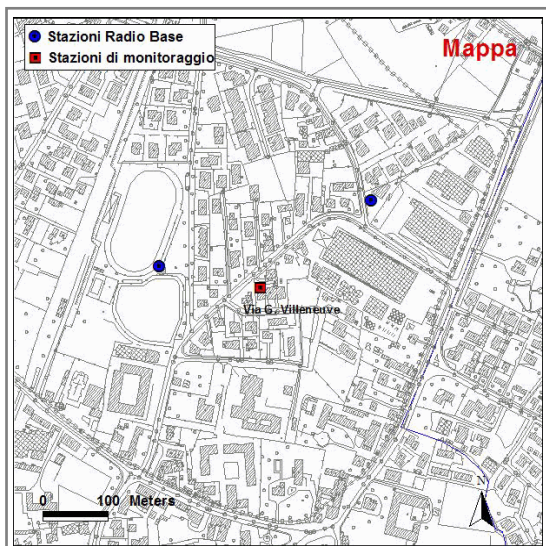 Stazioni Radio Base
Stazioni di monitoraggio
Mappa
Via G. Villeneuve
N
0 100 Meters